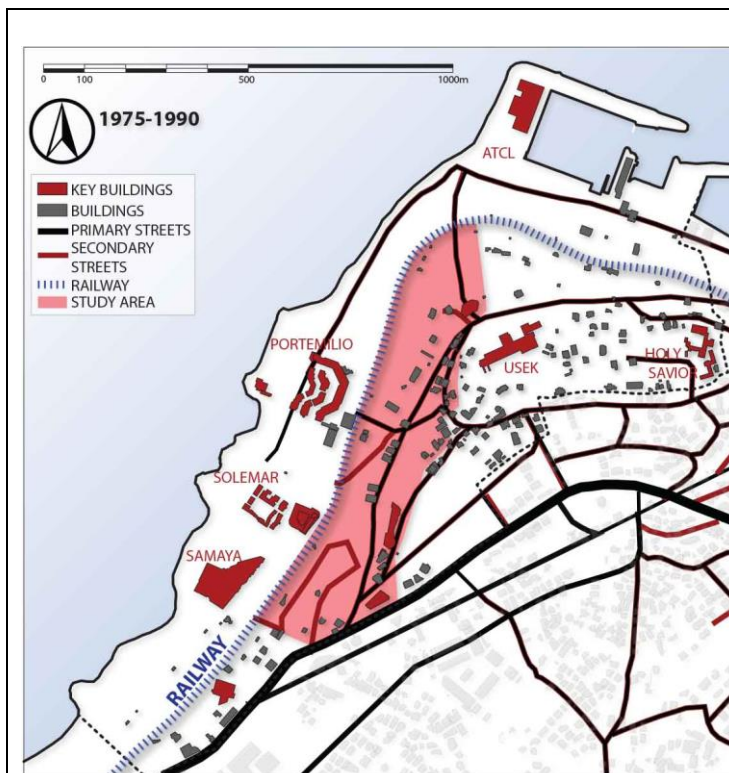 0 100 500 1000m
1975-1990
KEY BUILDINGS
BUILDINGS
PRIMARY STREETS
SECONDARY
STREETS
RAILWAY
STUDY AREA
ATCL
PORTEMILIO
USEK
HOLY
SAVIOR
SOLEMAR
SAMAYA
RAILWAY